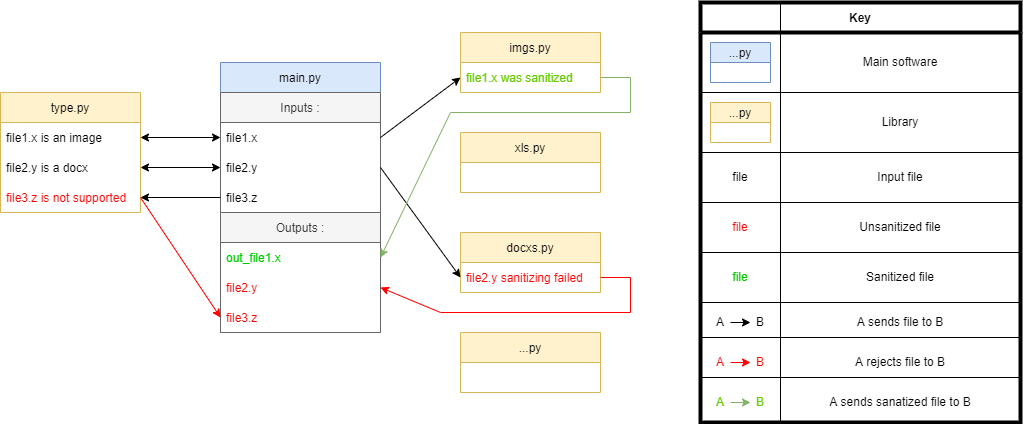 type.py
file1.x is an image
file2.y is a docx
file3.z is not supported
main.py
Inputs :
file1.x
file2.y
file3.z
Outputs :
out_file1.x
file2.y
file3.z
imgs.py
file1.x was sanitized
xls.py
docxs.py
file2.y sanitizing failed
...py
Key
...py Main software
...py Library
file Input file
file Unsanitized file
file Sanitized file
A B A sends file to B
A B A rejects file to B
A B A sends sanatized file to B